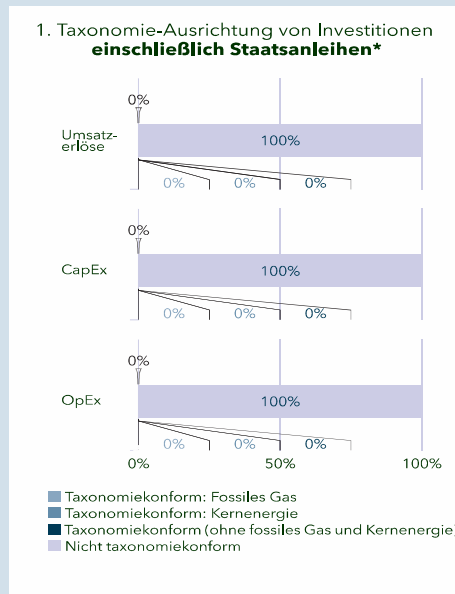 1. Taxonomie-Ausrichtung von Investitionen
einschließlich Staatsanleihen*
0%
Umsatz-
erlöse
100%
0% 0% 0%
0%
CapEx
100%
0% 0% 0%
0%
OpEx
100%
0% 0% 0%
0% 50% 100%
Taxonomiekonform: Fossiles Gas
Taxonomiekonform: Kernenergie
Taxonomiekonform (ohne fossiles Gas und Kernenergie)
Nicht taxonomiekonform